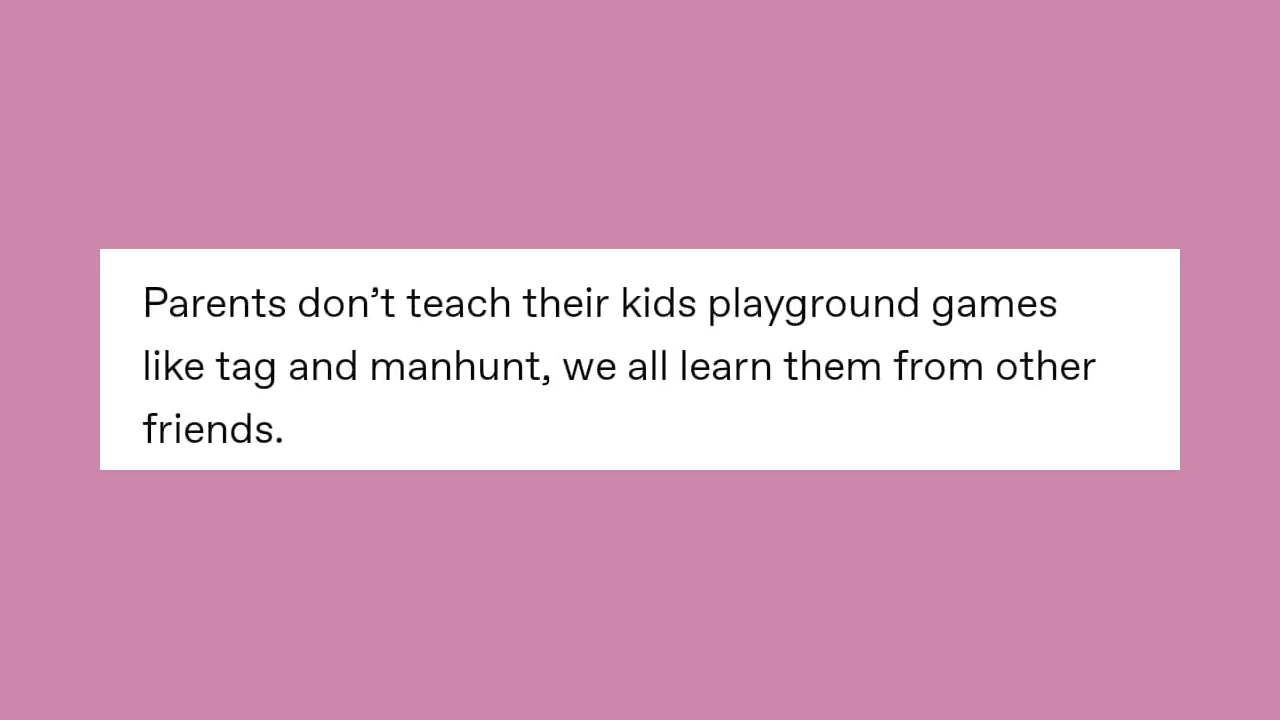 Parents don’t teach their kids playground games
like tag and manhunt, we all learn them from other
friends.